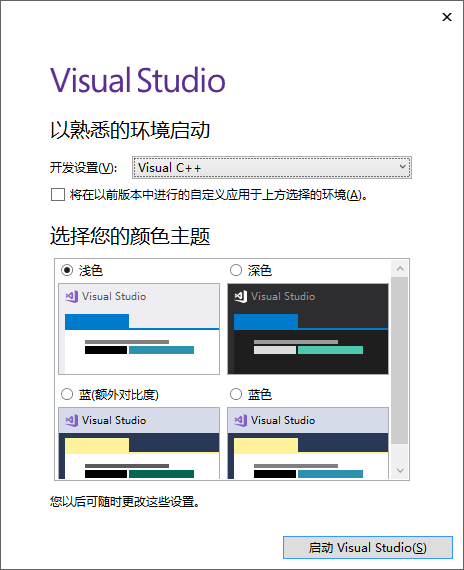 Visual Studio
以熟悉的环境启动
开发设置(V): Visual C++
将在以前版本中进行的自定义应用于上方选择的环境(A)。
选择您的颜色主题
浅色 深色
Visual Studio Visual Studio
蓝(额外对比度) 蓝色
Visual Studio Visual Studio
您以后可随时更改这些设置。
启动 Visual Studio(S)